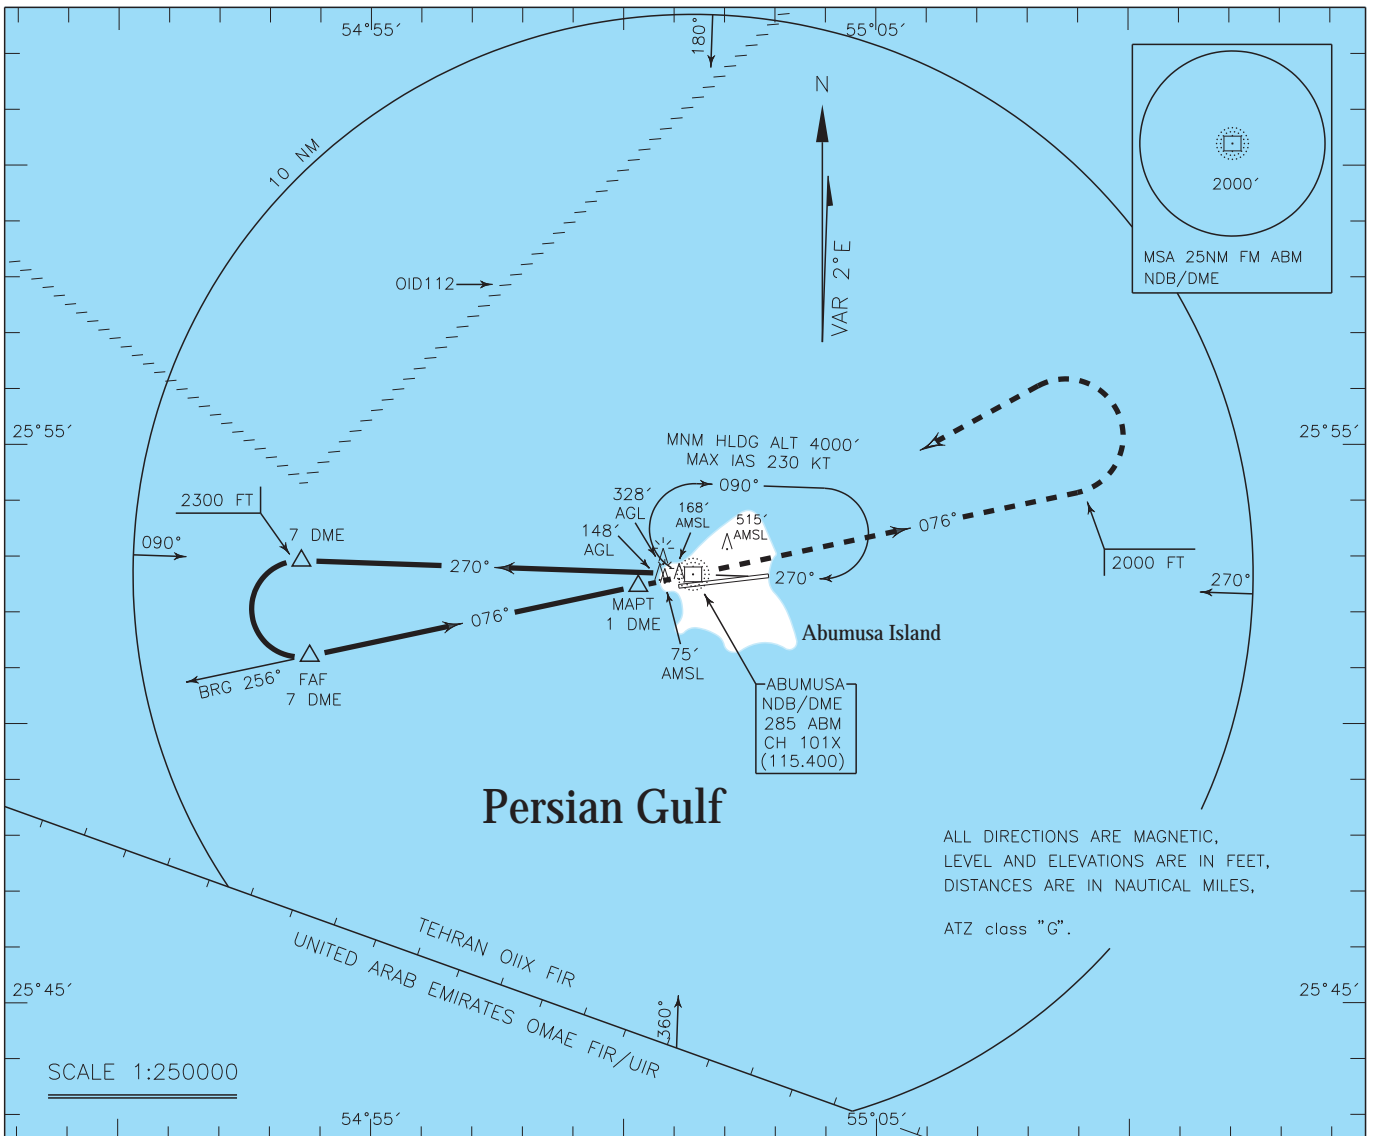 54°55′
180°
55°05′
N
10 NM
2000′
MSA 25NM FM ABM
NDB/DME
OID112
VAR 2°E
25°55′
25°55′
MNM HLDG ALT 4000′
MAX IAS 230 KT
090°
2300 FT
7 DME
328′
AGL
168′
AMSL
515′
AMSL
148′
AGL
076°
090°
270°
270°
2000 FT
270°
MAPT
1 DME
076°
Abumusa Island
75′
AMSL
BRG 256°
FAF
7 DME
ABUMUSA
NDB/DME
285 ABM
CH 101X
(115.400)
Persian Gulf
ALL DIRECTIONS ARE MAGNETIC,
LEVEL AND ELEVATIONS ARE IN FEET,
DISTANCES ARE IN NAUTICAL MILES,
ATZ class "G".
TEHRAN OIIX FIR
UNITED ARAB EMIRATES OMAE FIR/UIR
25°45′
25°45′
360°
SCALE 1:250000
54°55′
55°05′